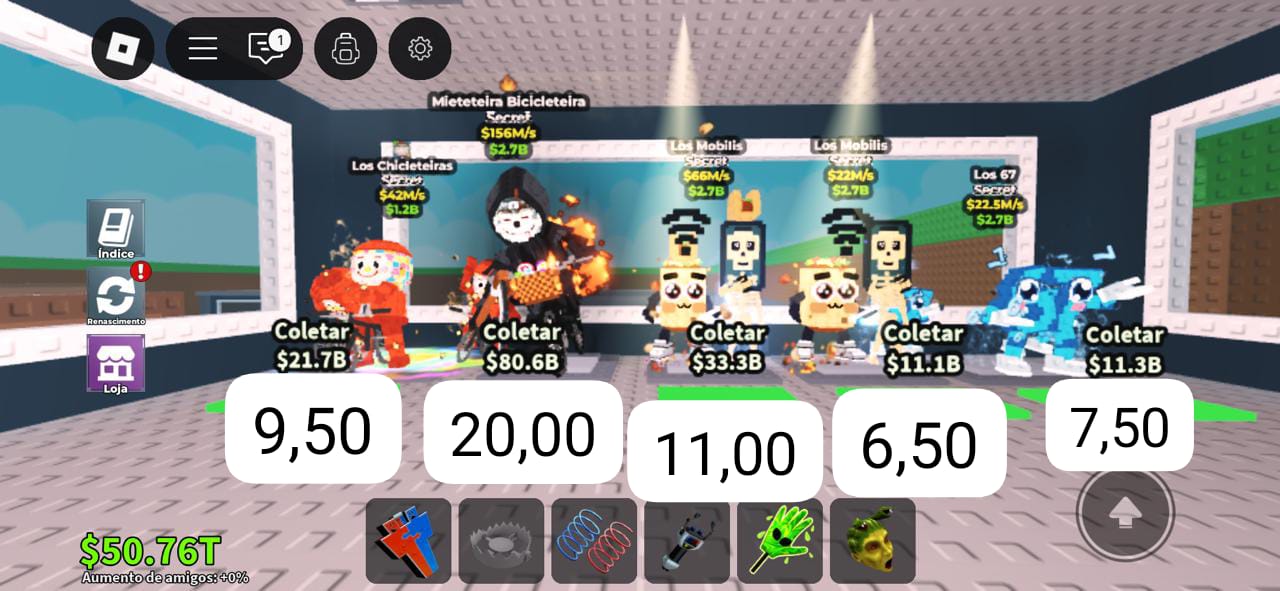 1
Mieteteira Bicicleteira
Secret
$156M/s
$2.7B
Los Chicleteiras
Secret
$42M/s
$1.2B
Los Mobilis
Secret
$66M/s
$2.7B
Los Mobilis
Secret
$22M/s
$2.7B
Los 67
Secret
$22.5M/s
$2.7B
Índice
!
Renascimento
Loja
Coletar
$21.7B
Coletar
$80.6B
Coletar
$33.3B
Coletar
$11.1B
Coletar
$11.3B
9,50
20,00
11,00
6,50
7,50
$50.76T
Aumento de amigos: +0%